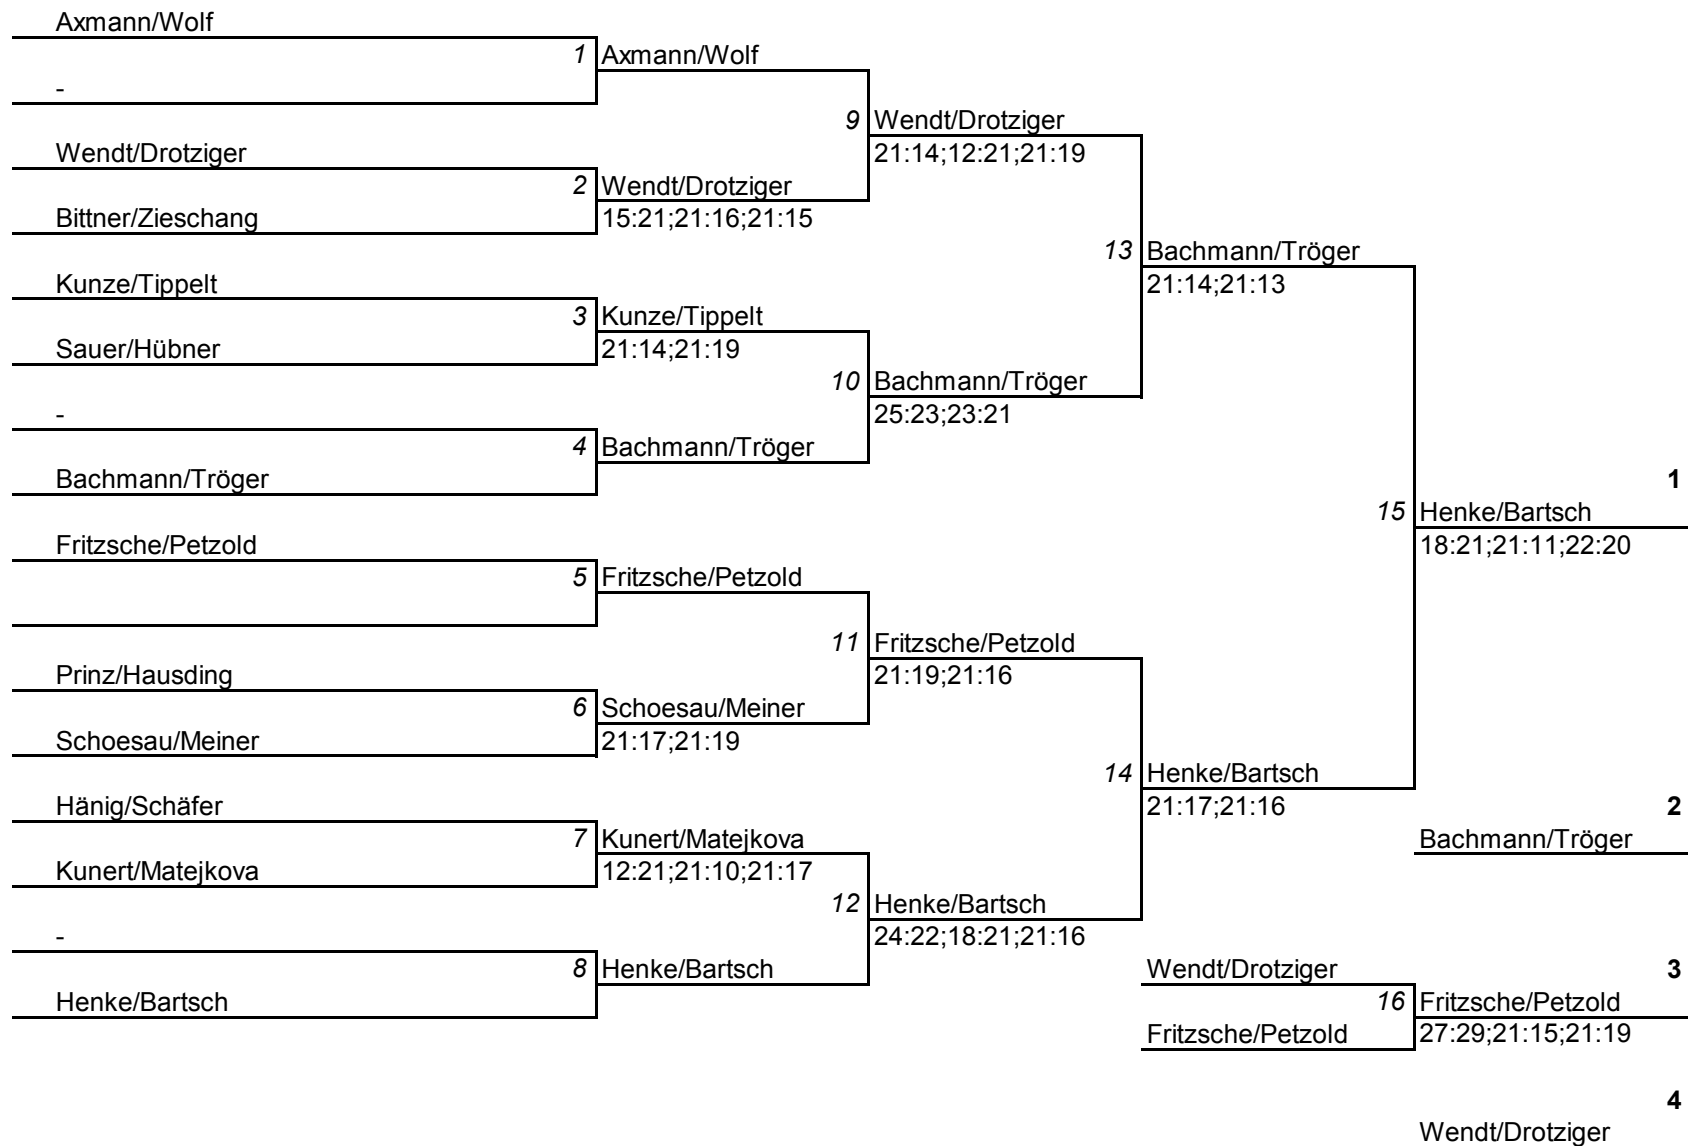 Axmann/Wolf
1 Axmann/Wolf
-
9 Wendt/Drotziger
Wendt/Drotziger
21:14;12:21;21:19
2 Wendt/Drotziger
Bittner/Zieschang
15:21;21:16;21:15
13 Bachmann/Tröger
Kunze/Tippelt
21:14;21:13
3 Kunze/Tippelt
Sauer/Hübner
21:14;21:19
10 Bachmann/Tröger
-
25:23;23:21
4 Bachmann/Tröger
Bachmann/Tröger
1
15 Henke/Bartsch
Fritzsche/Petzold
18:21;21:11;22:20
5 Fritzsche/Petzold
11 Fritzsche/Petzold
Prinz/Hausding
21:19;21:16
6 Schoesau/Meiner
Schoesau/Meiner
21:17;21:19
14 Henke/Bartsch
Hänig/Schäfer
21:17;21:16
2
7 Kunert/Matejkova
Bachmann/Tröger
Kunert/Matejkova
12:21;21:10;21:17
12 Henke/Bartsch
-
24:22;18:21;21:16
8 Henke/Bartsch
Wendt/Drotziger
3
Henke/Bartsch
16 Fritzsche/Petzold
Fritzsche/Petzold
27:29;21:15;21:19
4
Wendt/Drotziger